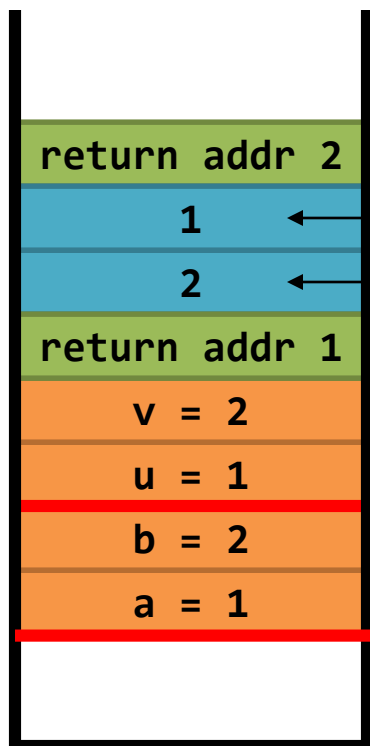 return addr 2
1
2
return addr 1
v = 2
u = 1
b = 2
a = 1